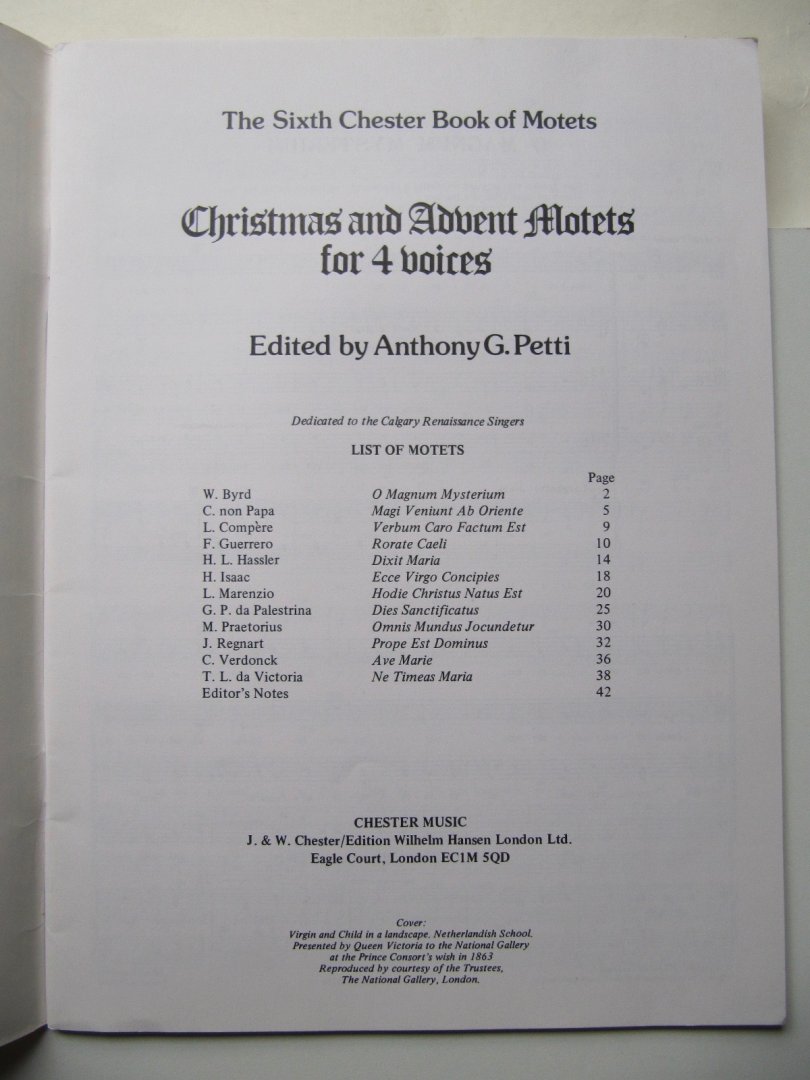 The Sixth Chester Book of Motets
Christmas and Advent Motets
for 4 voices
Edited by Anthony G. Petti
Dedicated to the Calgary Renaissance Singers
LIST OF MOTETS
Page
W. Byrd O Magnum Mysterium 2
C. non Papa Magi Veniunt Ab Oriente 5
L. Compère Verbum Caro Factum Est 9
F. Guerrero Rorate Caeli 10
H. L. Hassler Dixit Maria 14
H. Isaac Ecce Virgo Concipies 18
L. Marenzio Hodie Christus Natus Est 20
G. P. da Palestrina Dies Sanctificatus 25
M. Praetorius Omnis Mundus Jocundetur 30
J. Regnart Prope Est Dominus 32
C. Verdonck Ave Marie 36
T. L. da Victoria Ne Timeas Maria 38
Editor's Notes 42
CHESTER MUSIC
J. & W. Chester/Edition Wilhelm Hansen London Ltd.
Eagle Court, London EC1M 5QD
Cover:
Virgin and Child in a landscape. Netherlandish School.
Presented by Queen Victoria to the National Gallery
at the Prince Consort's wish in 1863
Reproduced by courtesy of the Trustees,
The National Gallery, London.